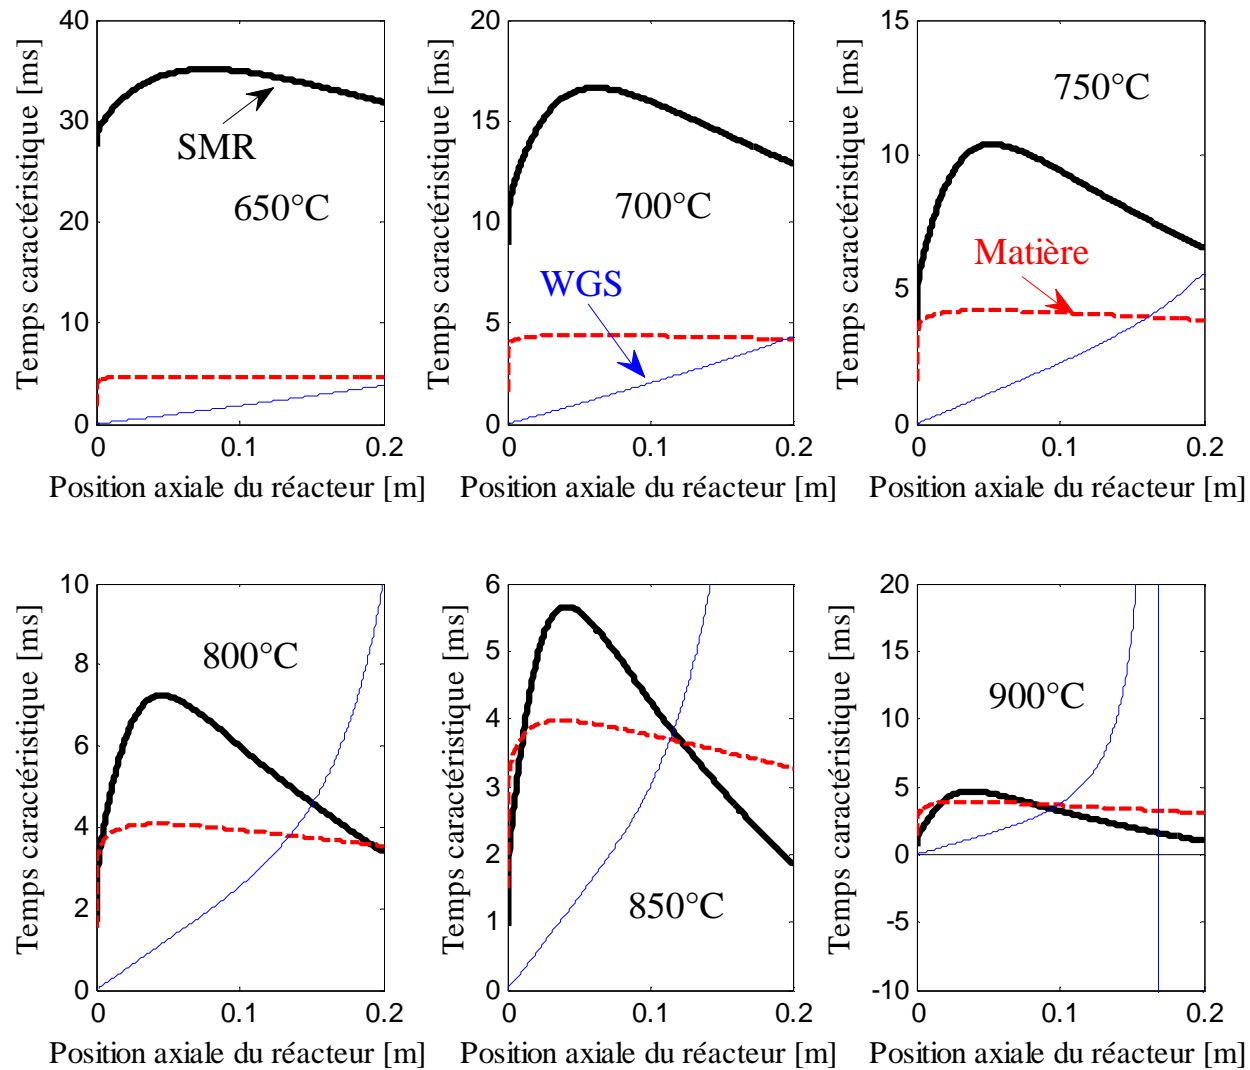 40
30
20
10
0
Temps caractéristique [ms]
SMR
650°C
0
0.1
0.2
Position axiale du réacteur [m]
20
15
10
5
0
Temps caractéristique [ms]
700°C
WGS
0
0.1
0.2
Position axiale du réacteur [m]
15
10
5
0
Temps caractéristique [ms]
750°C
Matière
0
0.1
0.2
Position axiale du réacteur [m]
10
8
6
4
2
0
Temps caractéristique [ms]
800°C
0
0.1
0.2
Position axiale du réacteur [m]
6
5
4
3
2
1
0
Temps caractéristique [ms]
850°C
0
0.1
0.2
Position axiale du réacteur [m]
20
15
10
5
0
-5
-10
Temps caractéristique [ms]
900°C
0
0.1
0.2
Position axiale du réacteur [m]